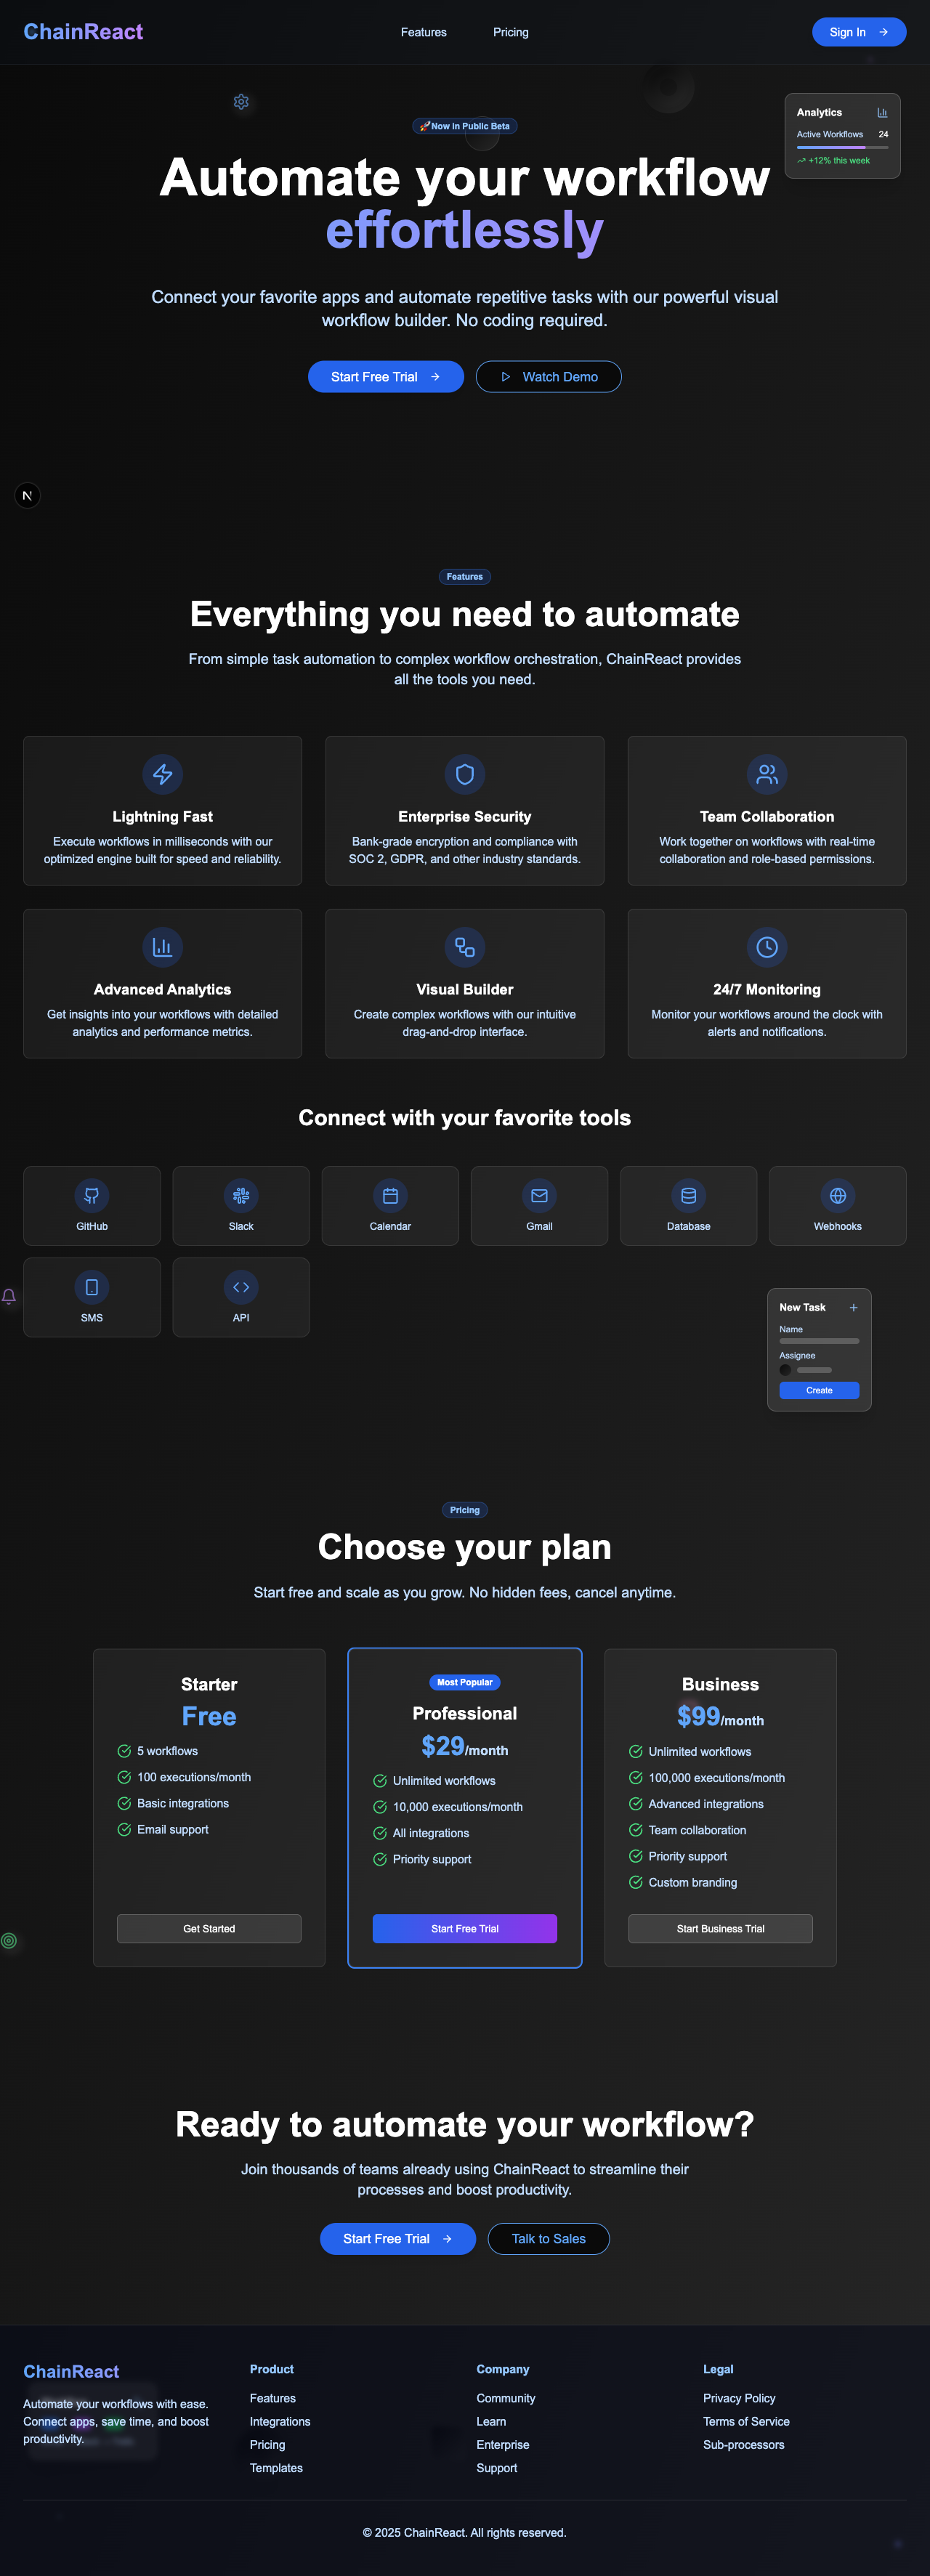 ChainReact
Features
Pricing
Sign In
Analytics
Active Workflows 24
+12% this week
🚀Now in Public Beta
Automate your workflow
effortlessly
Connect your favorite apps and automate repetitive tasks with our powerful visual
workflow builder. No coding required.
Start Free Trial
Watch Demo
N
Features
Everything you need to automate
From simple task automation to complex workflow orchestration, ChainReact provides
all the tools you need.
Lightning Fast
Execute workflows in milliseconds with our
optimized engine built for speed and reliability.
Enterprise Security
Bank-grade encryption and compliance with
SOC 2, GDPR, and other industry standards.
Team Collaboration
Work together on workflows with real-time
collaboration and role-based permissions.
Advanced Analytics
Get insights into your workflows with detailed
analytics and performance metrics.
Visual Builder
Create complex workflows with our intuitive
drag-and-drop interface.
24/7 Monitoring
Monitor your workflows around the clock with
alerts and notifications.
Connect with your favorite tools
GitHub
Slack
Calendar
Gmail
Database
Webhooks
SMS
API
New Task
Name
Assignee
Create
Pricing
Choose your plan
Start free and scale as you grow. No hidden fees, cancel anytime.
Starter
Free
5 workflows
100 executions/month
Basic integrations
Email support
Get Started
Most Popular
Professional
$29/month
Unlimited workflows
10,000 executions/month
All integrations
Priority support
Start Free Trial
Business
$99/month
Unlimited workflows
100,000 executions/month
Advanced integrations
Team collaboration
Priority support
Custom branding
Start Business Trial
Ready to automate your workflow?
Join thousands of teams already using ChainReact to streamline their
processes and boost productivity.
Start Free Trial
Talk to Sales
ChainReact
Automate your workflows with ease.
Connect apps, save time, and boost
productivity.
Product
Features
Integrations
Pricing
Templates
Company
Community
Learn
Enterprise
Support
Legal
Privacy Policy
Terms of Service
Sub-processors
© 2025 ChainReact. All rights reserved.